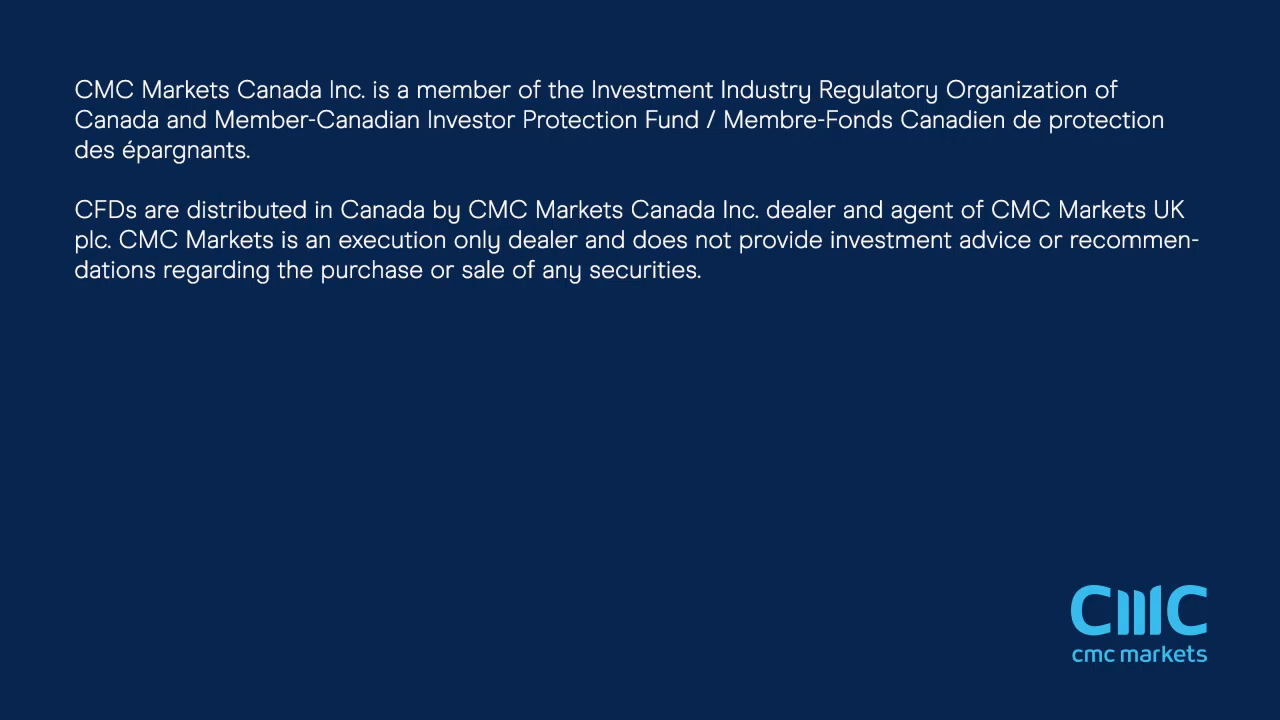 CMC Markets Canada Inc. is a member of the Investment Industry Regulatory Organization of
Canada and Member-Canadian Investor Protection Fund / Membre-Fonds Canadien de protection
des épargnants.
CFDs are distributed in Canada by CMC Markets Canada Inc. dealer and agent of CMC Markets UK
plc. CMC Markets is an execution only dealer and does not provide investment advice or recommen-
dations regarding the purchase or sale of any securities.
CMC
cmc markets